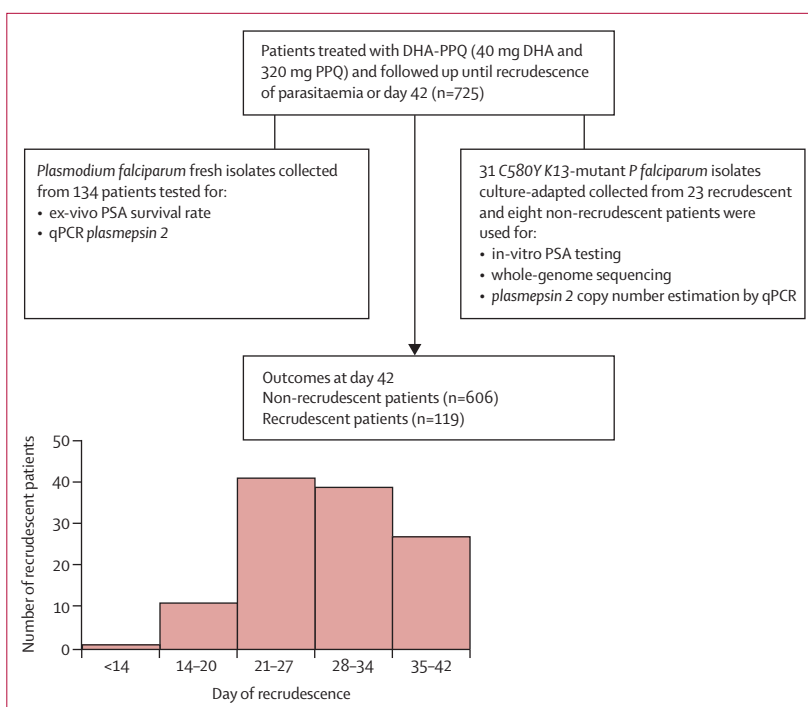 Patients treated with DHA-PPQ (40 mg DHA and
320 mg PPQ) and followed up until recrudescence
of parasitaemia or day 42 (n=725)
Plasmodium falciparum fresh isolates collected
from 134 patients tested for:
• ex-vivo PSA survival rate
• qPCR plasmepsin 2
31 C580Y K13-mutant P falciparum isolates
culture-adapted collected from 23 recrudescent
and eight non-recrudescent patients were
used for:
• in-vitro PSA testing
• whole-genome sequencing
• plasmepsin 2 copy number estimation by qPCR
Outcomes at day 42
Non-recrudescent patients (n=606)
Recrudescent patients (n=119)
Number of recrudescent patients
50
40
30
20
10
0
<14
14–20
21–27
28–34
35–42
Day of recrudescence